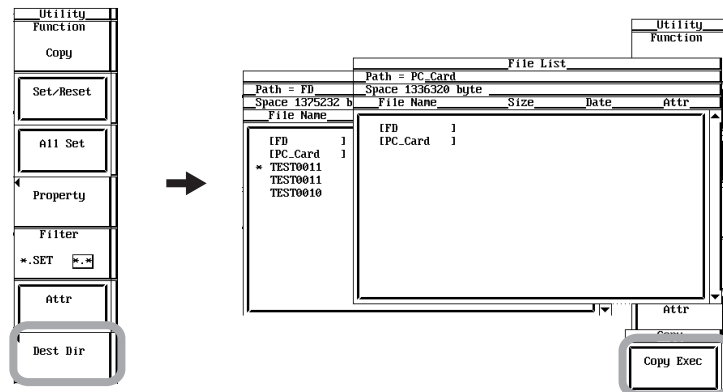 Utility
Function
Copy
Set/Reset
All Set
Property
Filter
*.SET *.*
Attr
Dest Dir
Path = FD
Space 1375232 b
File Name
[FD ]
[PC_Card ]
* TEST0011
TEST0011
TEST0010
File List
Path = PC_Card
Space 1336320 byte
File Name Size Date Attr
[FD ]
[PC_Card ]
Utility
Function
Attr
Copy Exec